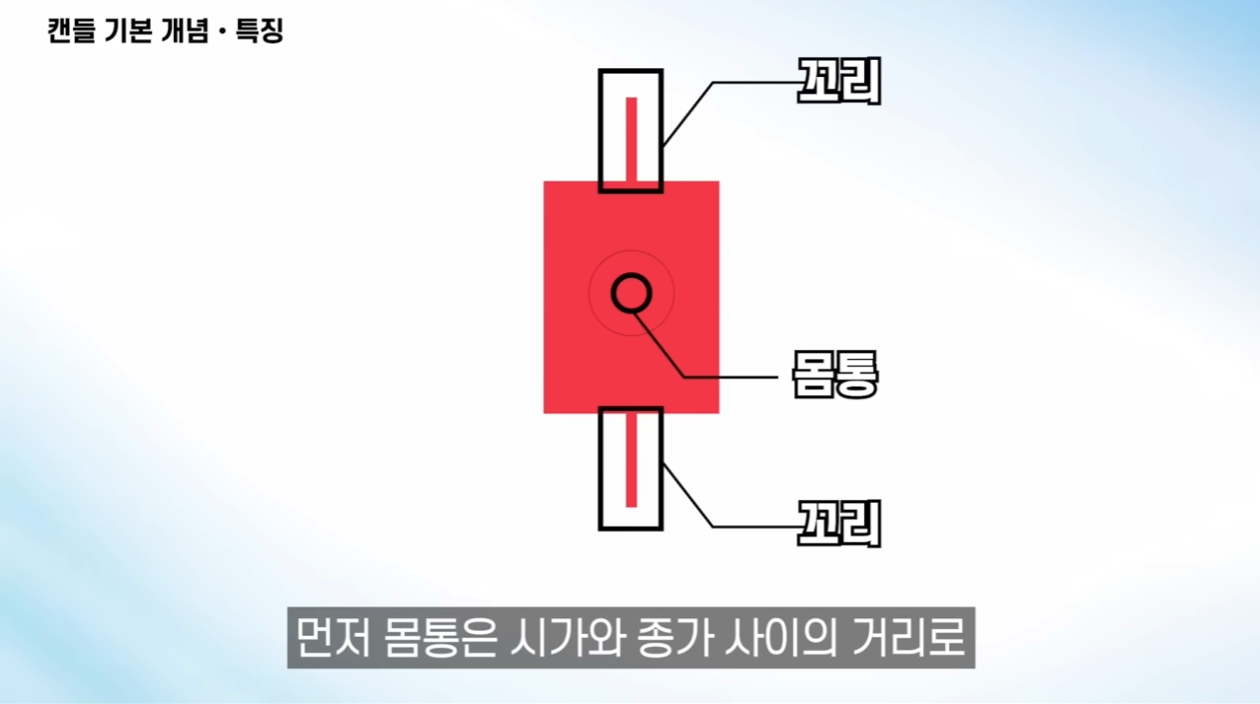 캔들 기본 개념·특징
꼬리
몸통
꼬리
먼저 몸통은 시가와 종가 사이의 거리로